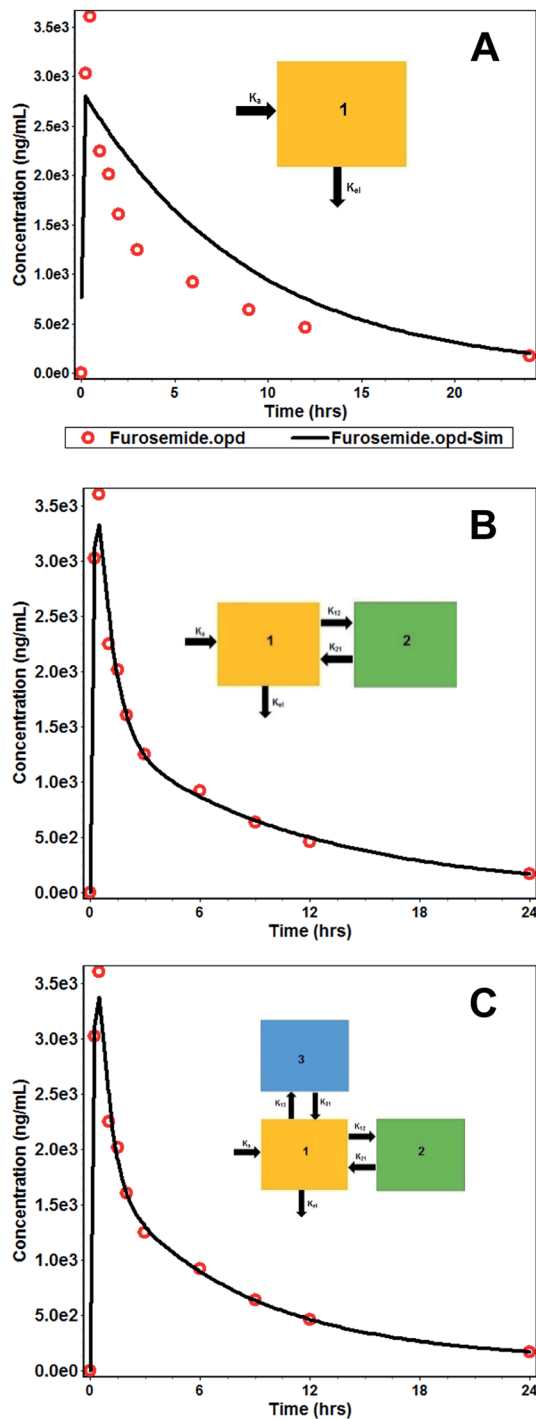 A
Concentration (ng/mL)
3.5e3
3.0e3
2.5e3
2.0e3
1.5e3
1.0e3
5.0e2
0.0e0
Ka
1
Kel
0 5 10 15 20
Time (hrs)
Furosemide.opd Furosemide.opd-Sim
B
Concentration (ng/mL)
3.5e3
3.0e3
2.5e3
2.0e3
1.5e3
1.0e3
5.0e2
0.0e0
Ka
1
K12
K21
2
Kel
0 6 12 18 24
Time (hrs)
C
Concentration (ng/mL)
3.5e3
3.0e3
2.5e3
2.0e3
1.5e3
1.0e3
5.0e2
0.0e0
3
K13
K31
Ka
1
K12
K21
2
Kel
0 6 12 18 24
Time (hrs)